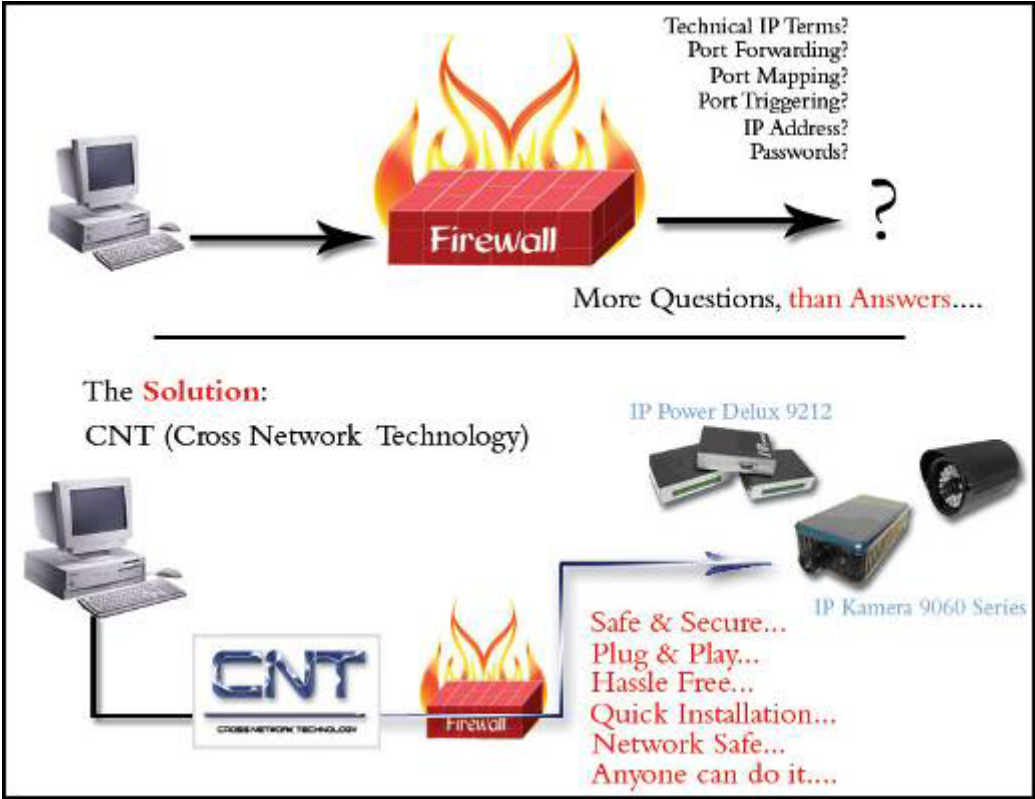 Technical IP Terms?
Port Forwarding?
Port Mapping?
Port Triggering?
IP Address?
Passwords?
?
Firewall
More Questions, than Answers....
The Solution:
CNT (Cross Network Technology)
IP Power Delux 9212
IP Kamera 9060 Series
CNT
CROSS NETWORK TECHNOLOGY
Firewall
Safe & Secure...
Plug & Play...
Hassle Free...
Quick Installation...
Network Safe...
Anyone can do it....